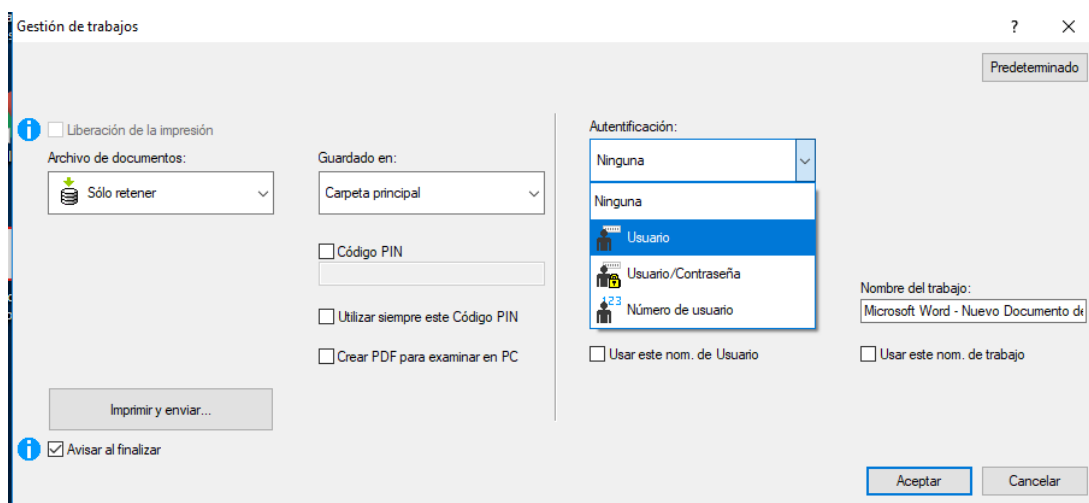 Gestión de trabajos
?
Predeterminado
Liberación de la impresión
Archivo de documentos:
Sólo retener
Guardado en:
Carpeta principal
Código PIN
Utilizar siempre este Código PIN
Crear PDF para examinar en PC
Imprimir y enviar...
Avisar al finalizar
Autentificación:
Ninguna
Ninguna
Usuario
Usuario/Contraseña
123
Número de usuario
Usar este nom. de Usuario
Nombre del trabajo:
Microsoft Word - Nuevo Documento de
Usar este nom. de trabajo
Aceptar
Cancelar